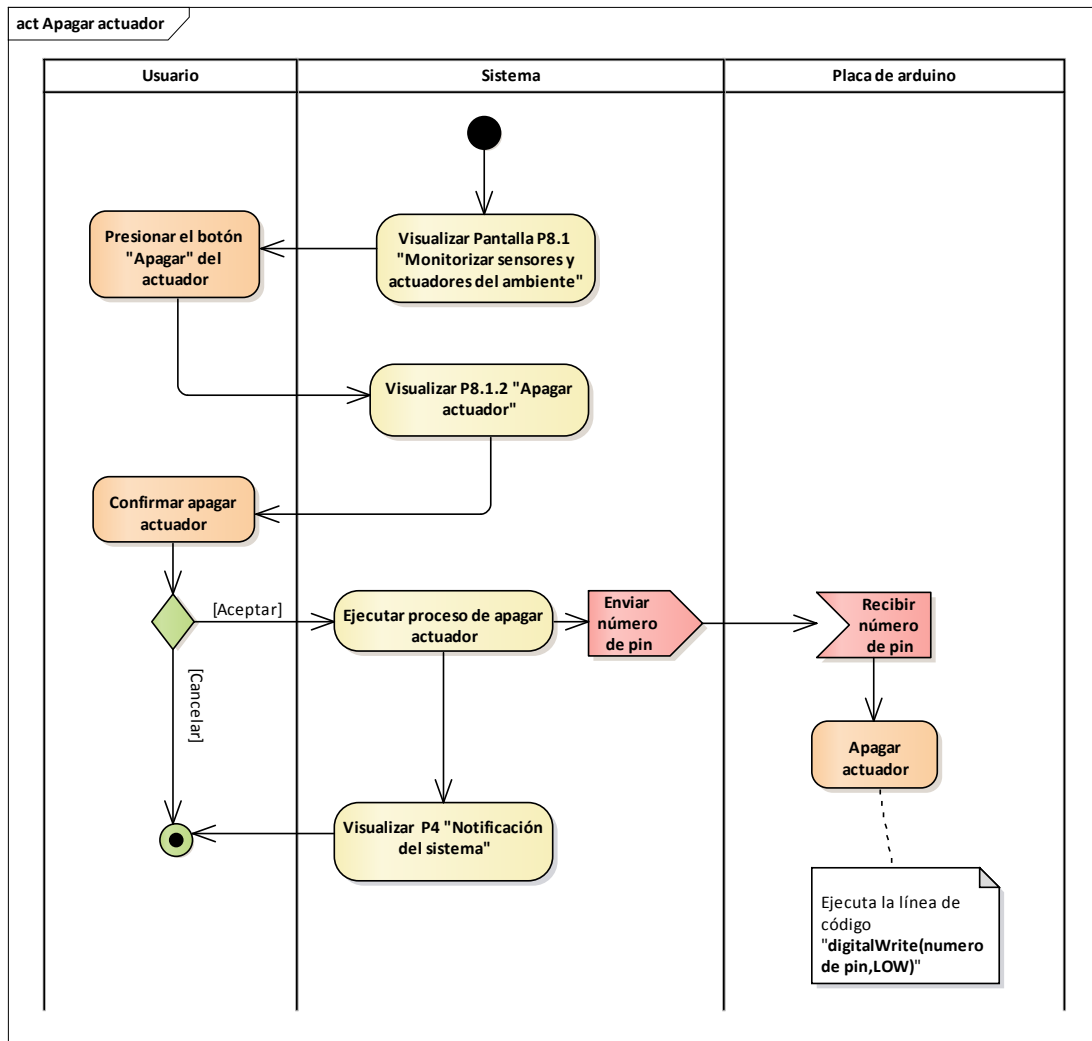 act Apagar actuador
Usuario
Sistema
Placa de arduino
Visualizar Pantalla P8.1
"Monitorizar sensores y
actuadores del ambiente"
Presionar el botón
"Apagar" del
actuador
Visualizar P8.1.2 "Apagar
actuador"
Confirmar apagar
actuador
[Aceptar]
Ejecutar proceso de apagar
actuador
Enviar
número
de pin
Recibir
número
de pin
[Cancelar]
Apagar
actuador
Visualizar P4 "Notificación
del sistema"
Ejecuta la línea de
código
"digitalWrite(numero
de pin,LOW)"